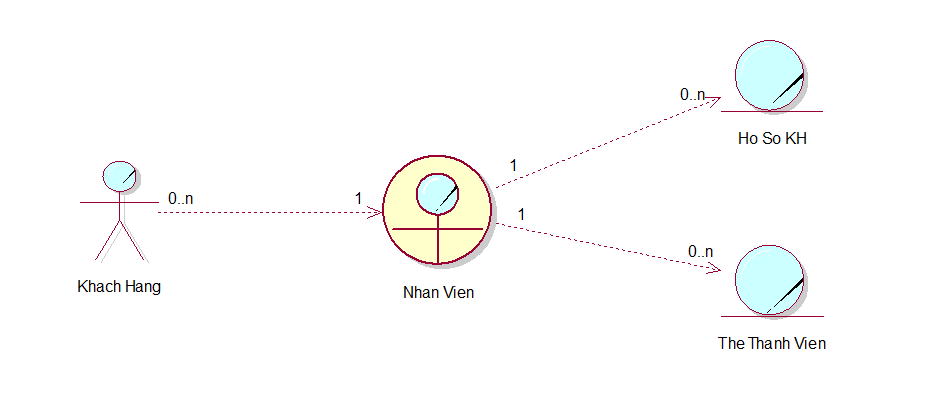 0..n
Ho So KH
1
0..n
1
1
Khach Hang
Nhan Vien
0..n
The Thanh Vien